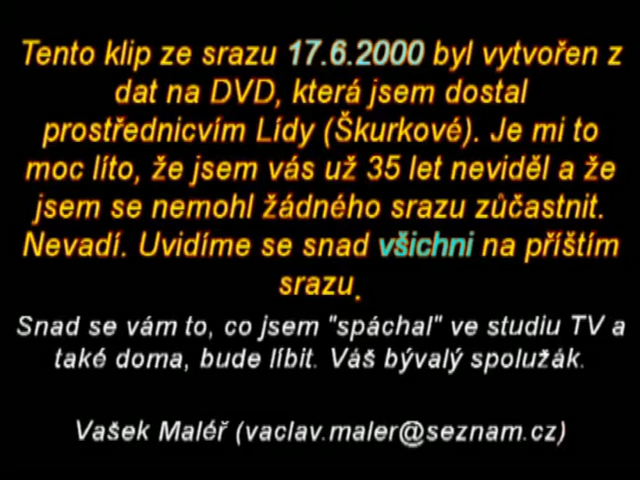 Tento klip ze srazu 17.6.2000 byl vytvořen z
dat na DVD, která jsem dostal
prostřednicvím Lídy (Škurkové). Je mi to
moc líto, že jsem vás už 35 let neviděl a že
jsem se nemohl žádného srazu zůčastnit.
Nevadí. Uvidíme se snad všichni na příštím
srazu.
Snad se vám to, co jsem "spáchal" ve studiu TV a
také doma, bude líbit. Váš bývalý spolužák.
Vašek Maléř (vaclav.maler@seznam.cz)